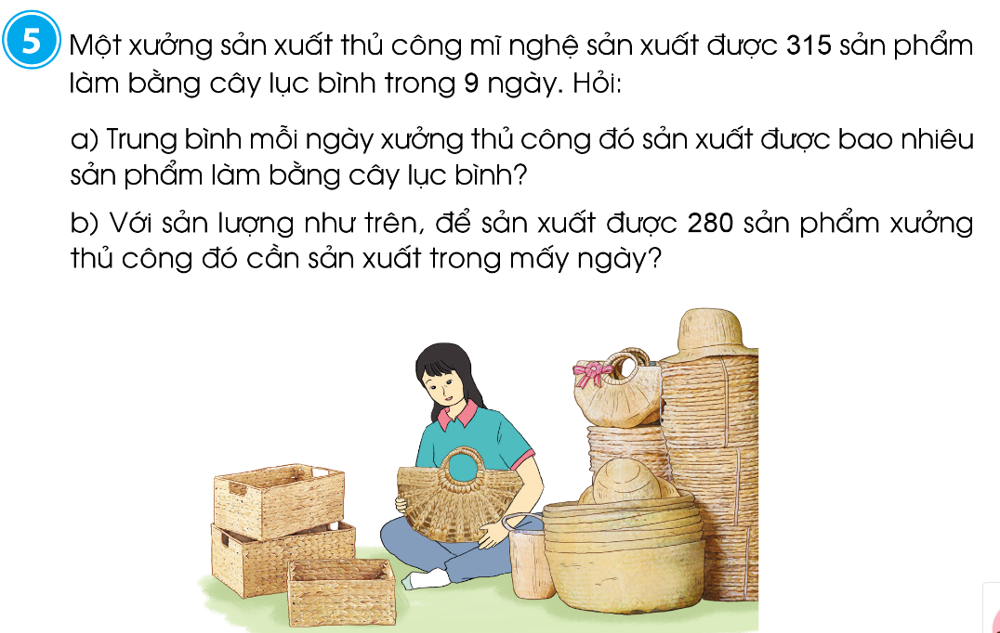 5
Một xưởng sản xuất thủ công mĩ nghệ sản xuất được 315 sản phẩm
làm bằng cây lục bình trong 9 ngày. Hỏi:
a) Trung bình mỗi ngày xưởng thủ công đó sản xuất được bao nhiêu
sản phẩm làm bằng cây lục bình?
b) Với sản lượng như trên, để sản xuất được 280 sản phẩm xưởng
thủ công đó cần sản xuất trong mấy ngày?